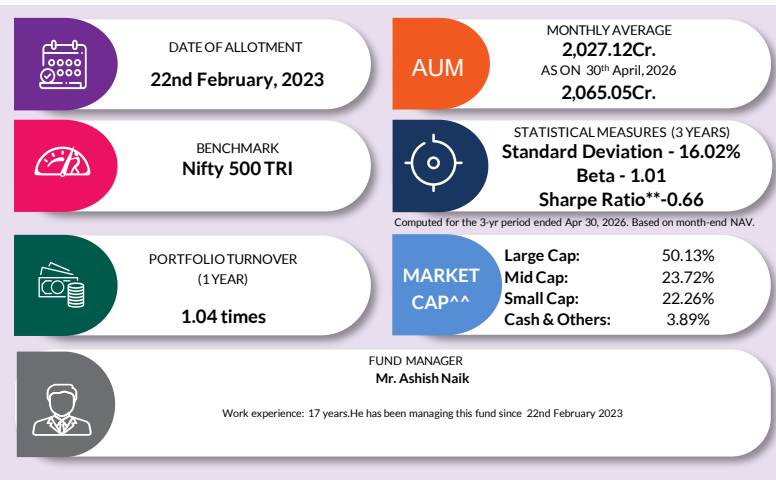 DATE OF ALLOTMENT
22nd February, 2023
AUM
MONTHLY AVERAGE
2,027.12Cr.
AS ON 30th April,2026
2,065.05Cr.
BENCHMARK
Nifty 500 TRI
STATISTICAL MEASURES (3 YEARS)
Standard Deviation - 16.02%
Beta - 1.01
Sharpe Ratio**-0.66
Computed for the 3-yr period ended Apr 30, 2026. Based on month-end NAV.
PORTFOLIO TURNOVER
(1 YEAR)
1.04 times
MARKET
CAP^^
Large Cap: 50.13%
Mid Cap: 23.72%
Small Cap: 22.26%
Cash & Others: 3.89%
FUND MANAGER
Mr. Ashish Naik
Work experience: 17 years.He has been managing this fund since 22nd February 2023